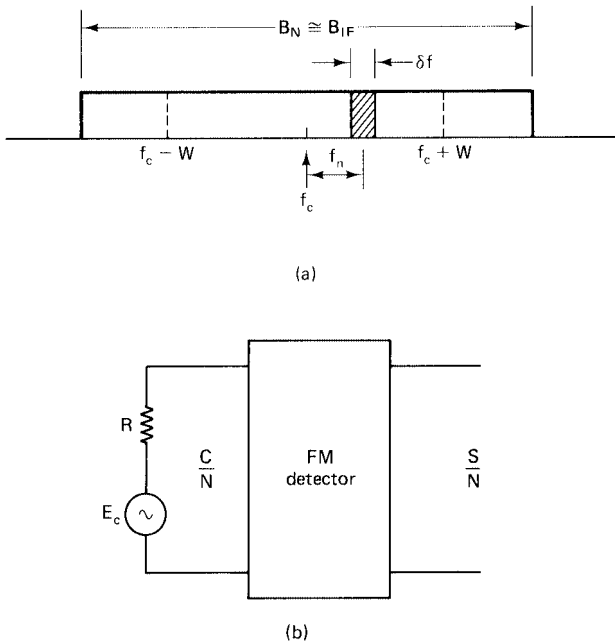 B_N ≅ B_IF
δf
f_c − W
f_n
f_c + W
f_c
(a)
R
C/N
FM
detector
S/N
E_c
~
(b)